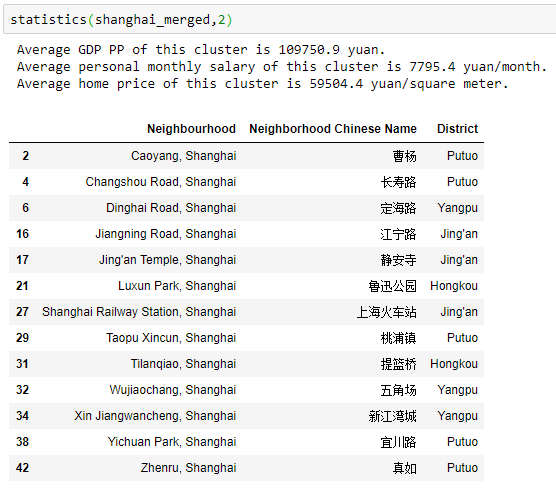 statistics(shanghai_merged,2)
Average GDP PP of this cluster is 109750.9 yuan.
Average personal monthly salary of this cluster is 7795.4 yuan/month.
Average home price of this cluster is 59504.4 yuan/square meter.
Neighbourhood Neighborhood Chinese Name District
2 Caoyang, Shanghai 曹杨 Putuo
4 Changshou Road, Shanghai 长寿路 Putuo
6 Dinghai Road, Shanghai 定海路 Yangpu
16 Jiangning Road, Shanghai 江宁路 Jing'an
17 Jing'an Temple, Shanghai 静安寺 Jing'an
21 Luxun Park, Shanghai 鲁迅公园 Hongkou
27 Shanghai Railway Station, Shanghai 上海火车站 Jing'an
29 Taopu Xincun, Shanghai 桃浦镇 Putuo
31 Tilanqiao, Shanghai 提篮桥 Hongkou
32 Wujiaochang, Shanghai 五角场 Yangpu
34 Xin Jiangwancheng, Shanghai 新江湾城 Yangpu
38 Yichuan Park, Shanghai 宜川路 Putuo
42 Zhenru, Shanghai 真如 Putuo